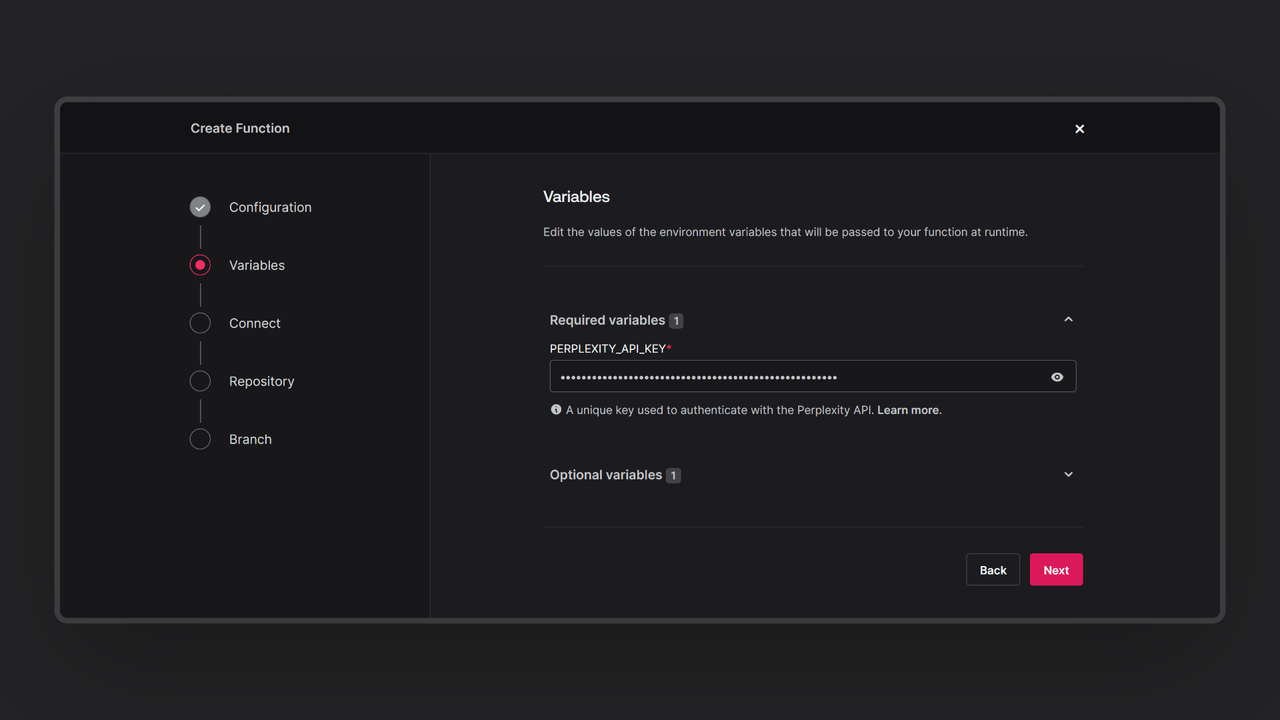 Create Function
Configuration
Variables
Connect
Repository
Branch
Variables
Edit the values of the environment variables that will be passed to your function at runtime.
Required variables 1
PERPLEXITY_API_KEY*
•••••••••••••••••••••••••••••••••••••••••••••••••••••
A unique key used to authenticate with the Perplexity API. Learn more.
Optional variables 1
Back
Next